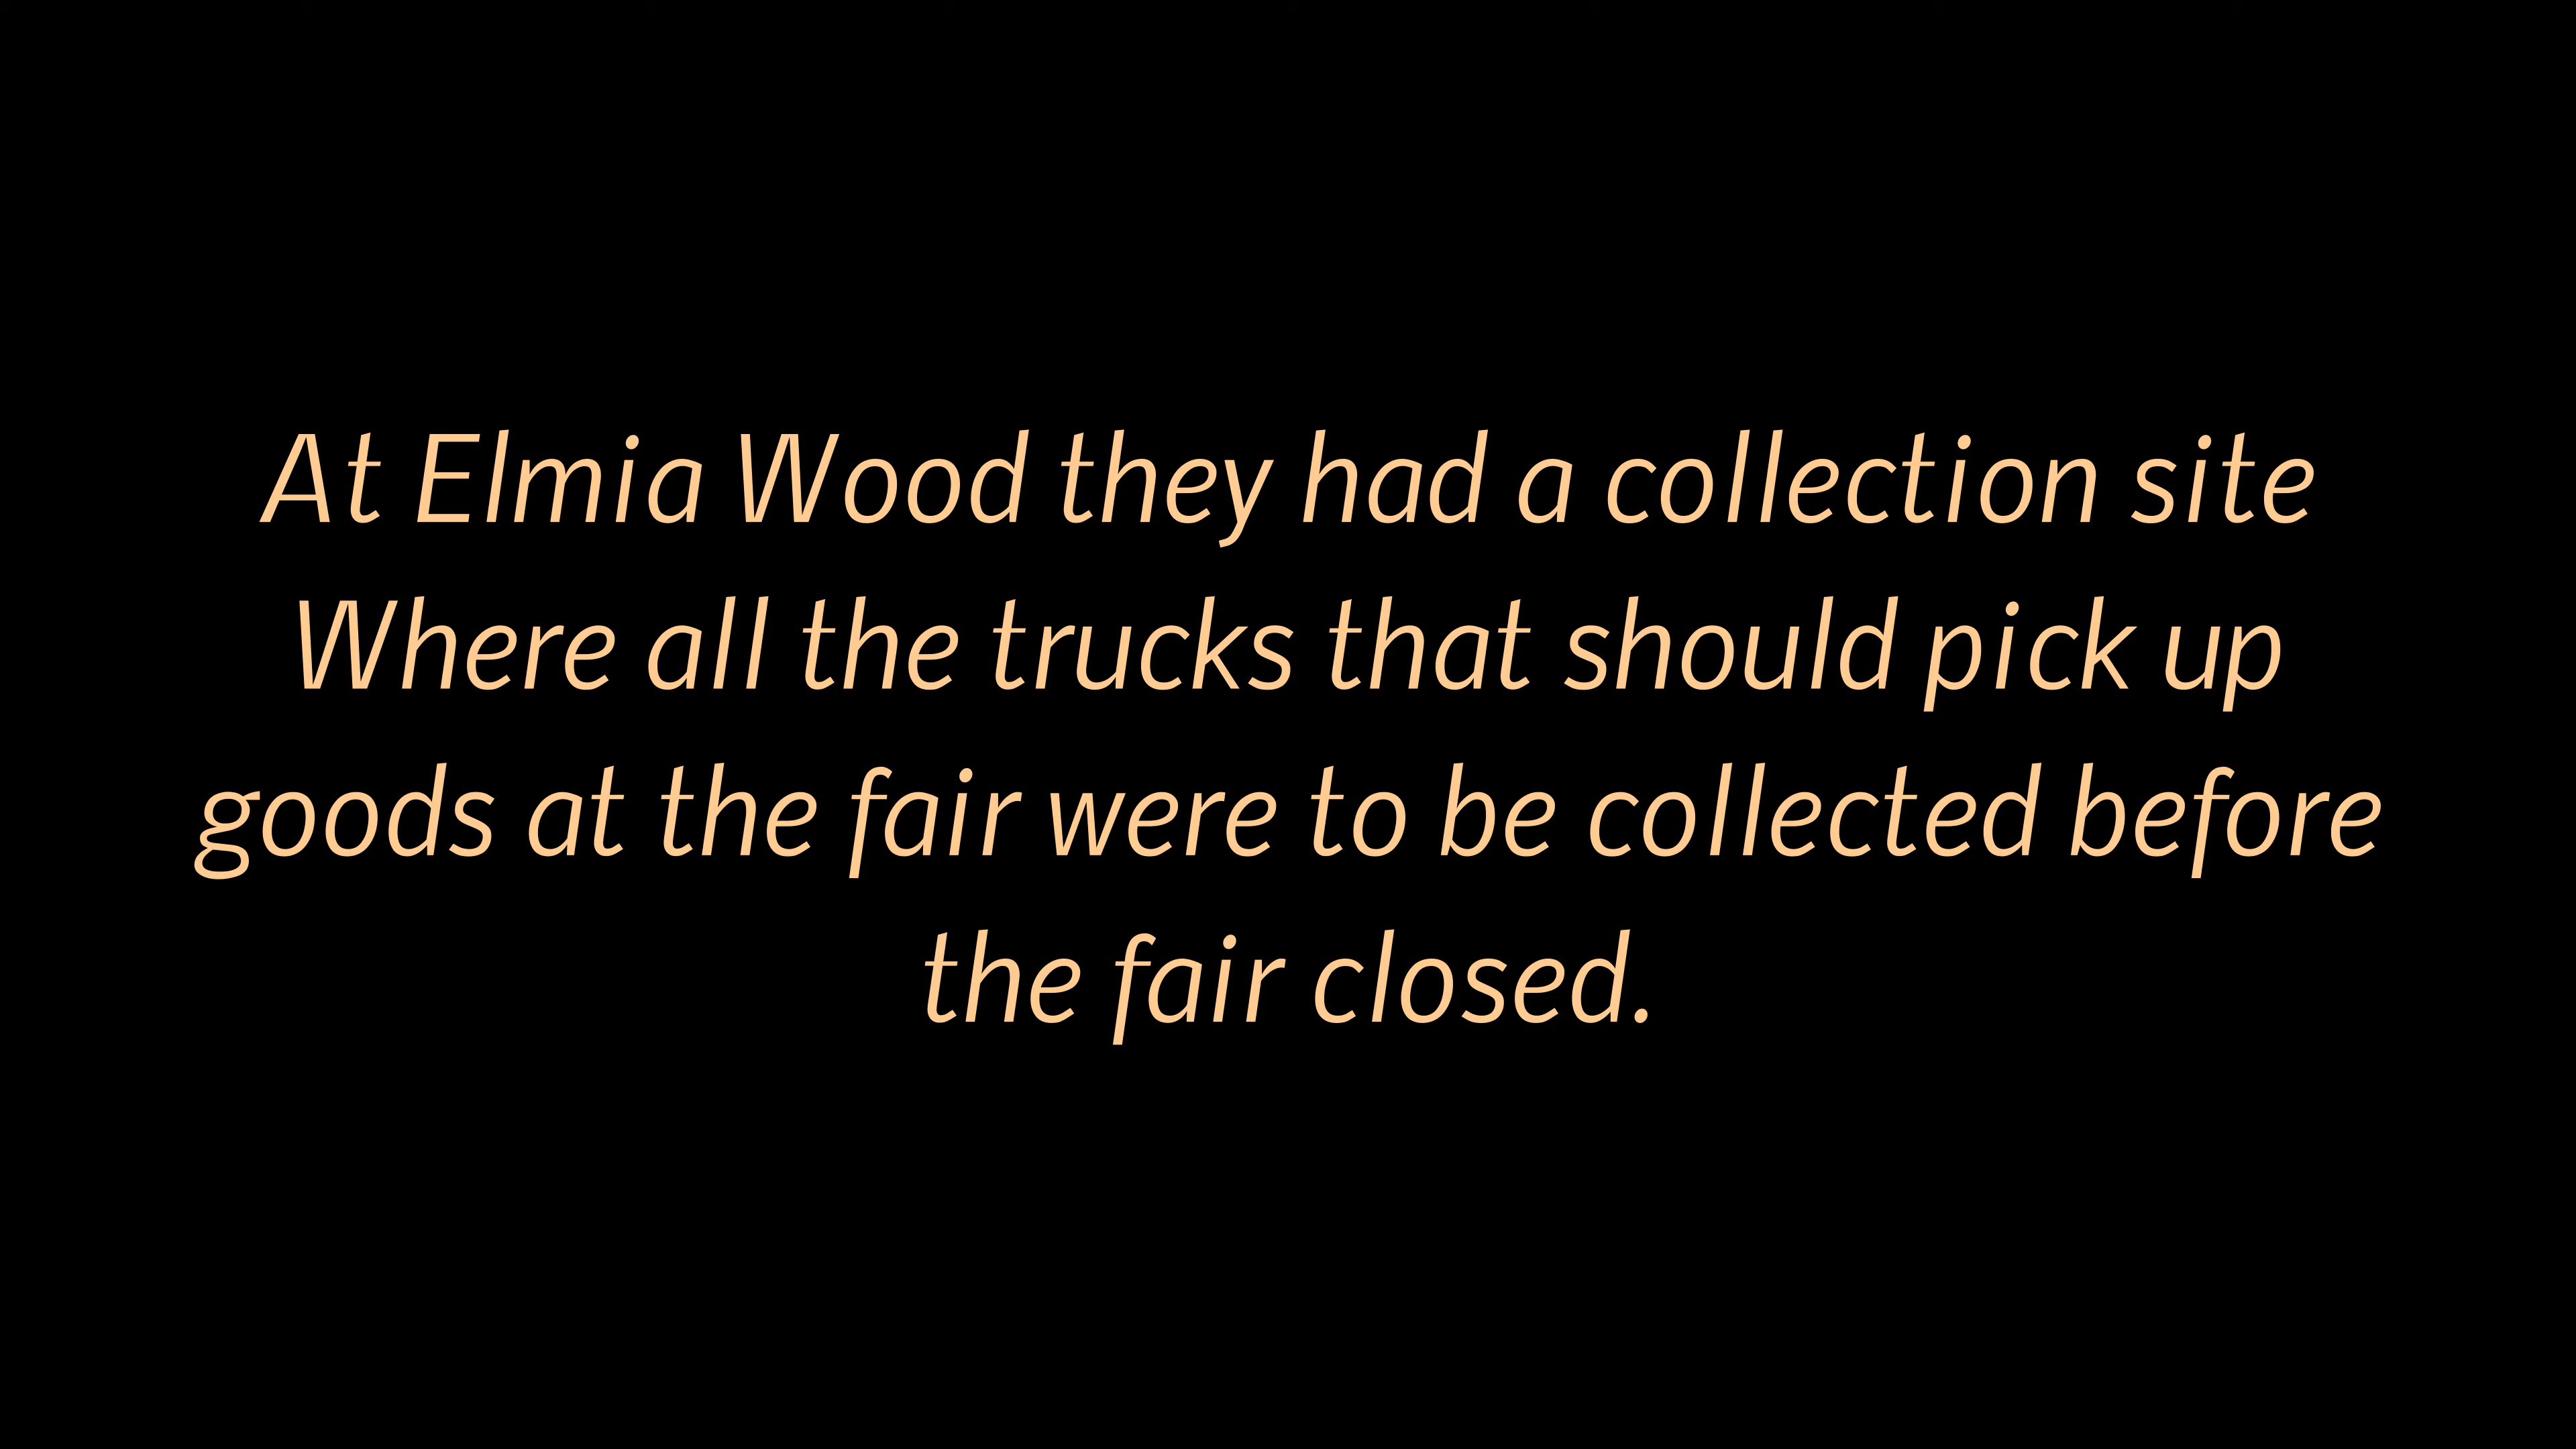 At Elmia Wood they had a collection site
Where all the trucks that should pick up
goods at the fair were to be collected before
the fair closed.